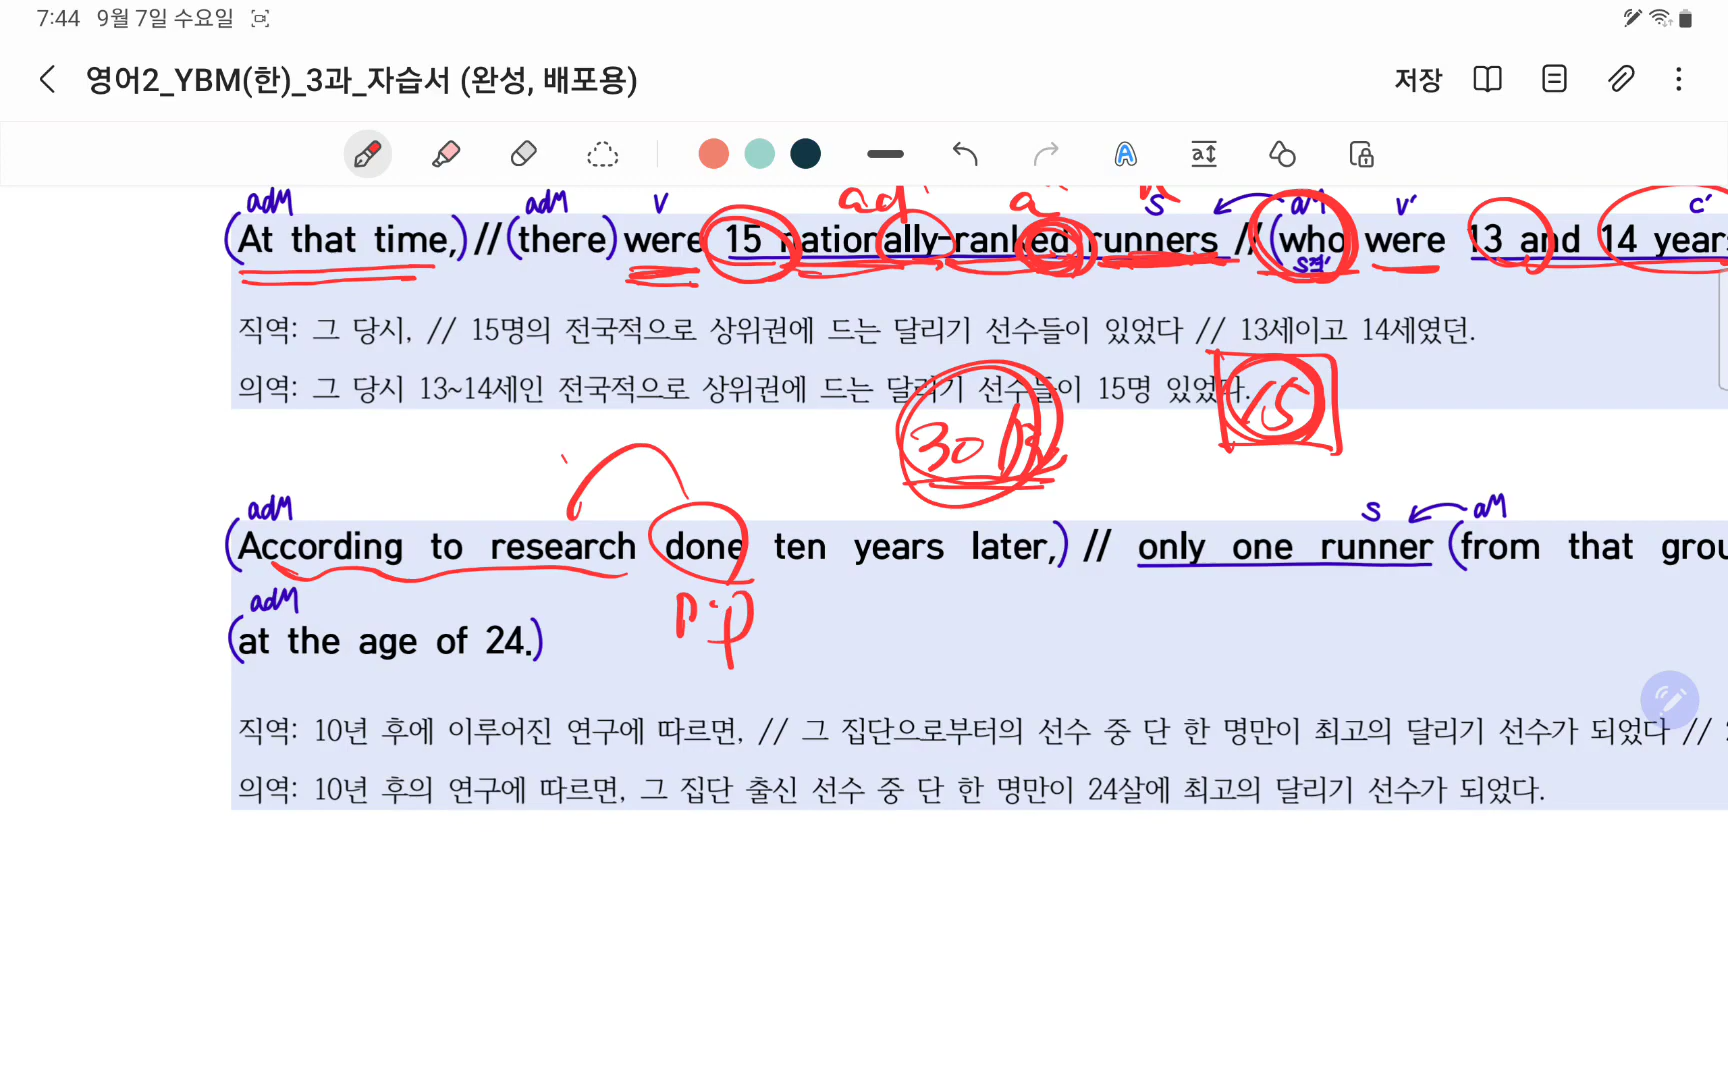 7:44 9월 7일 수요일
영어2_YBM(한)_3과_자습서 (완성, 배포용)
저장
adM adM v ad a n s aM v' c'
(At that time,) // (there) were 15 nationally-ranked runners // (who were 13 and 14 years
s격'
직역: 그 당시, // 15명의 전국적으로 상위권에 드는 달리기 선수들이 있었다 // 13세이고 14세였던.
의역: 그 당시 13~14세인 전국적으로 상위권에 드는 달리기 선수들이 15명 있었다.
30 15
adM s aM
(According to research done ten years later,) // only one runner (from that grou
adM p.p
(at the age of 24.)
직역: 10년 후에 이루어진 연구에 따르면, // 그 집단으로부터의 선수 중 단 한 명만이 최고의 달리기 선수가 되었다 //
의역: 10년 후의 연구에 따르면, 그 집단 출신 선수 중 단 한 명만이 24살에 최고의 달리기 선수가 되었다.